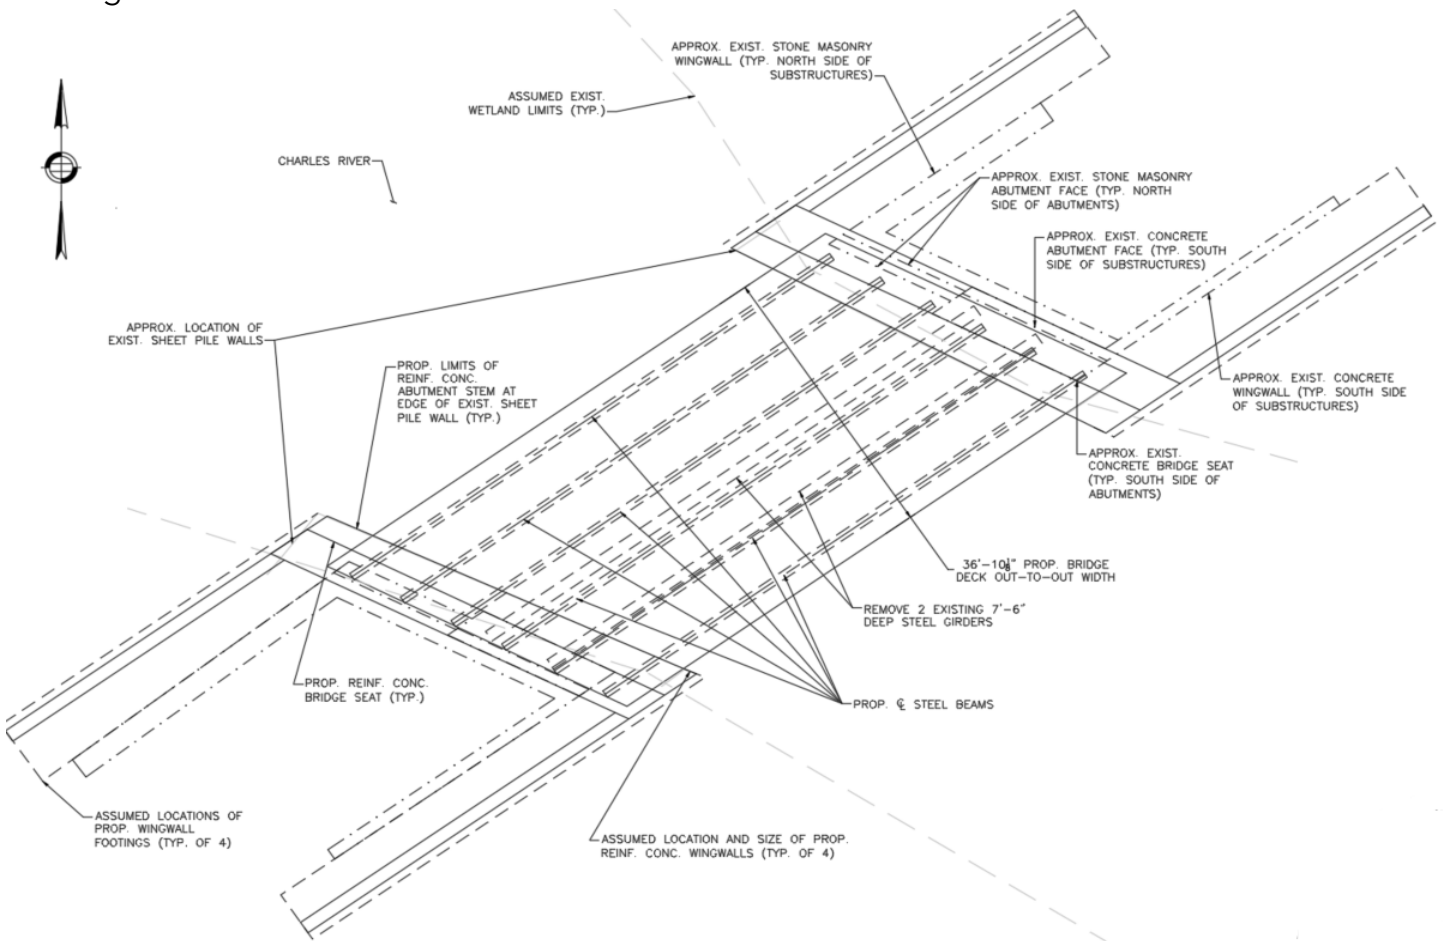 APPROX. EXIST. STONE MASONRY
WINGWALL (TYP. NORTH SIDE OF
SUBSTRUCTURES)
ASSUMED EXIST.
WETLAND LIMITS (TYP.)
CHARLES RIVER
APPROX. EXIST. STONE MASONRY
ABUTMENT FACE (TYP. NORTH
SIDE OF ABUTMENTS)
APPROX. EXIST. CONCRETE
ABUTMENT FACE (TYP. SOUTH
SIDE OF SUBSTRUCTURES)
APPROX. LOCATION OF
EXIST. SHEET PILE WALLS
PROP. LIMITS OF
REINF. CONC.
ABUTMENT STEM AT
EDGE OF EXIST. SHEET
PILE WALL (TYP.)
APPROX. EXIST. CONCRETE
WINGWALL (TYP. SOUTH SIDE
OF SUBSTRUCTURES)
APPROX. EXIST.
CONCRETE BRIDGE SEAT
(TYP. SOUTH SIDE OF
ABUTMENTS)
PROP. BRIDGE
DECK OUT-TO-OUT WIDTH
REMOVE 2 EXISTING 7'-6"
DEEP STEEL GIRDERS
PROP. REINF. CONC.
BRIDGE SEAT (TYP.)
PROP. ℄ STEEL BEAMS
ASSUMED LOCATIONS OF
PROP. WINGWALL
FOOTINGS (TYP. OF 4)
ASSUMED LOCATION AND SIZE OF PROP.
REINF. CONC. WINGWALLS (TYP. OF 4)